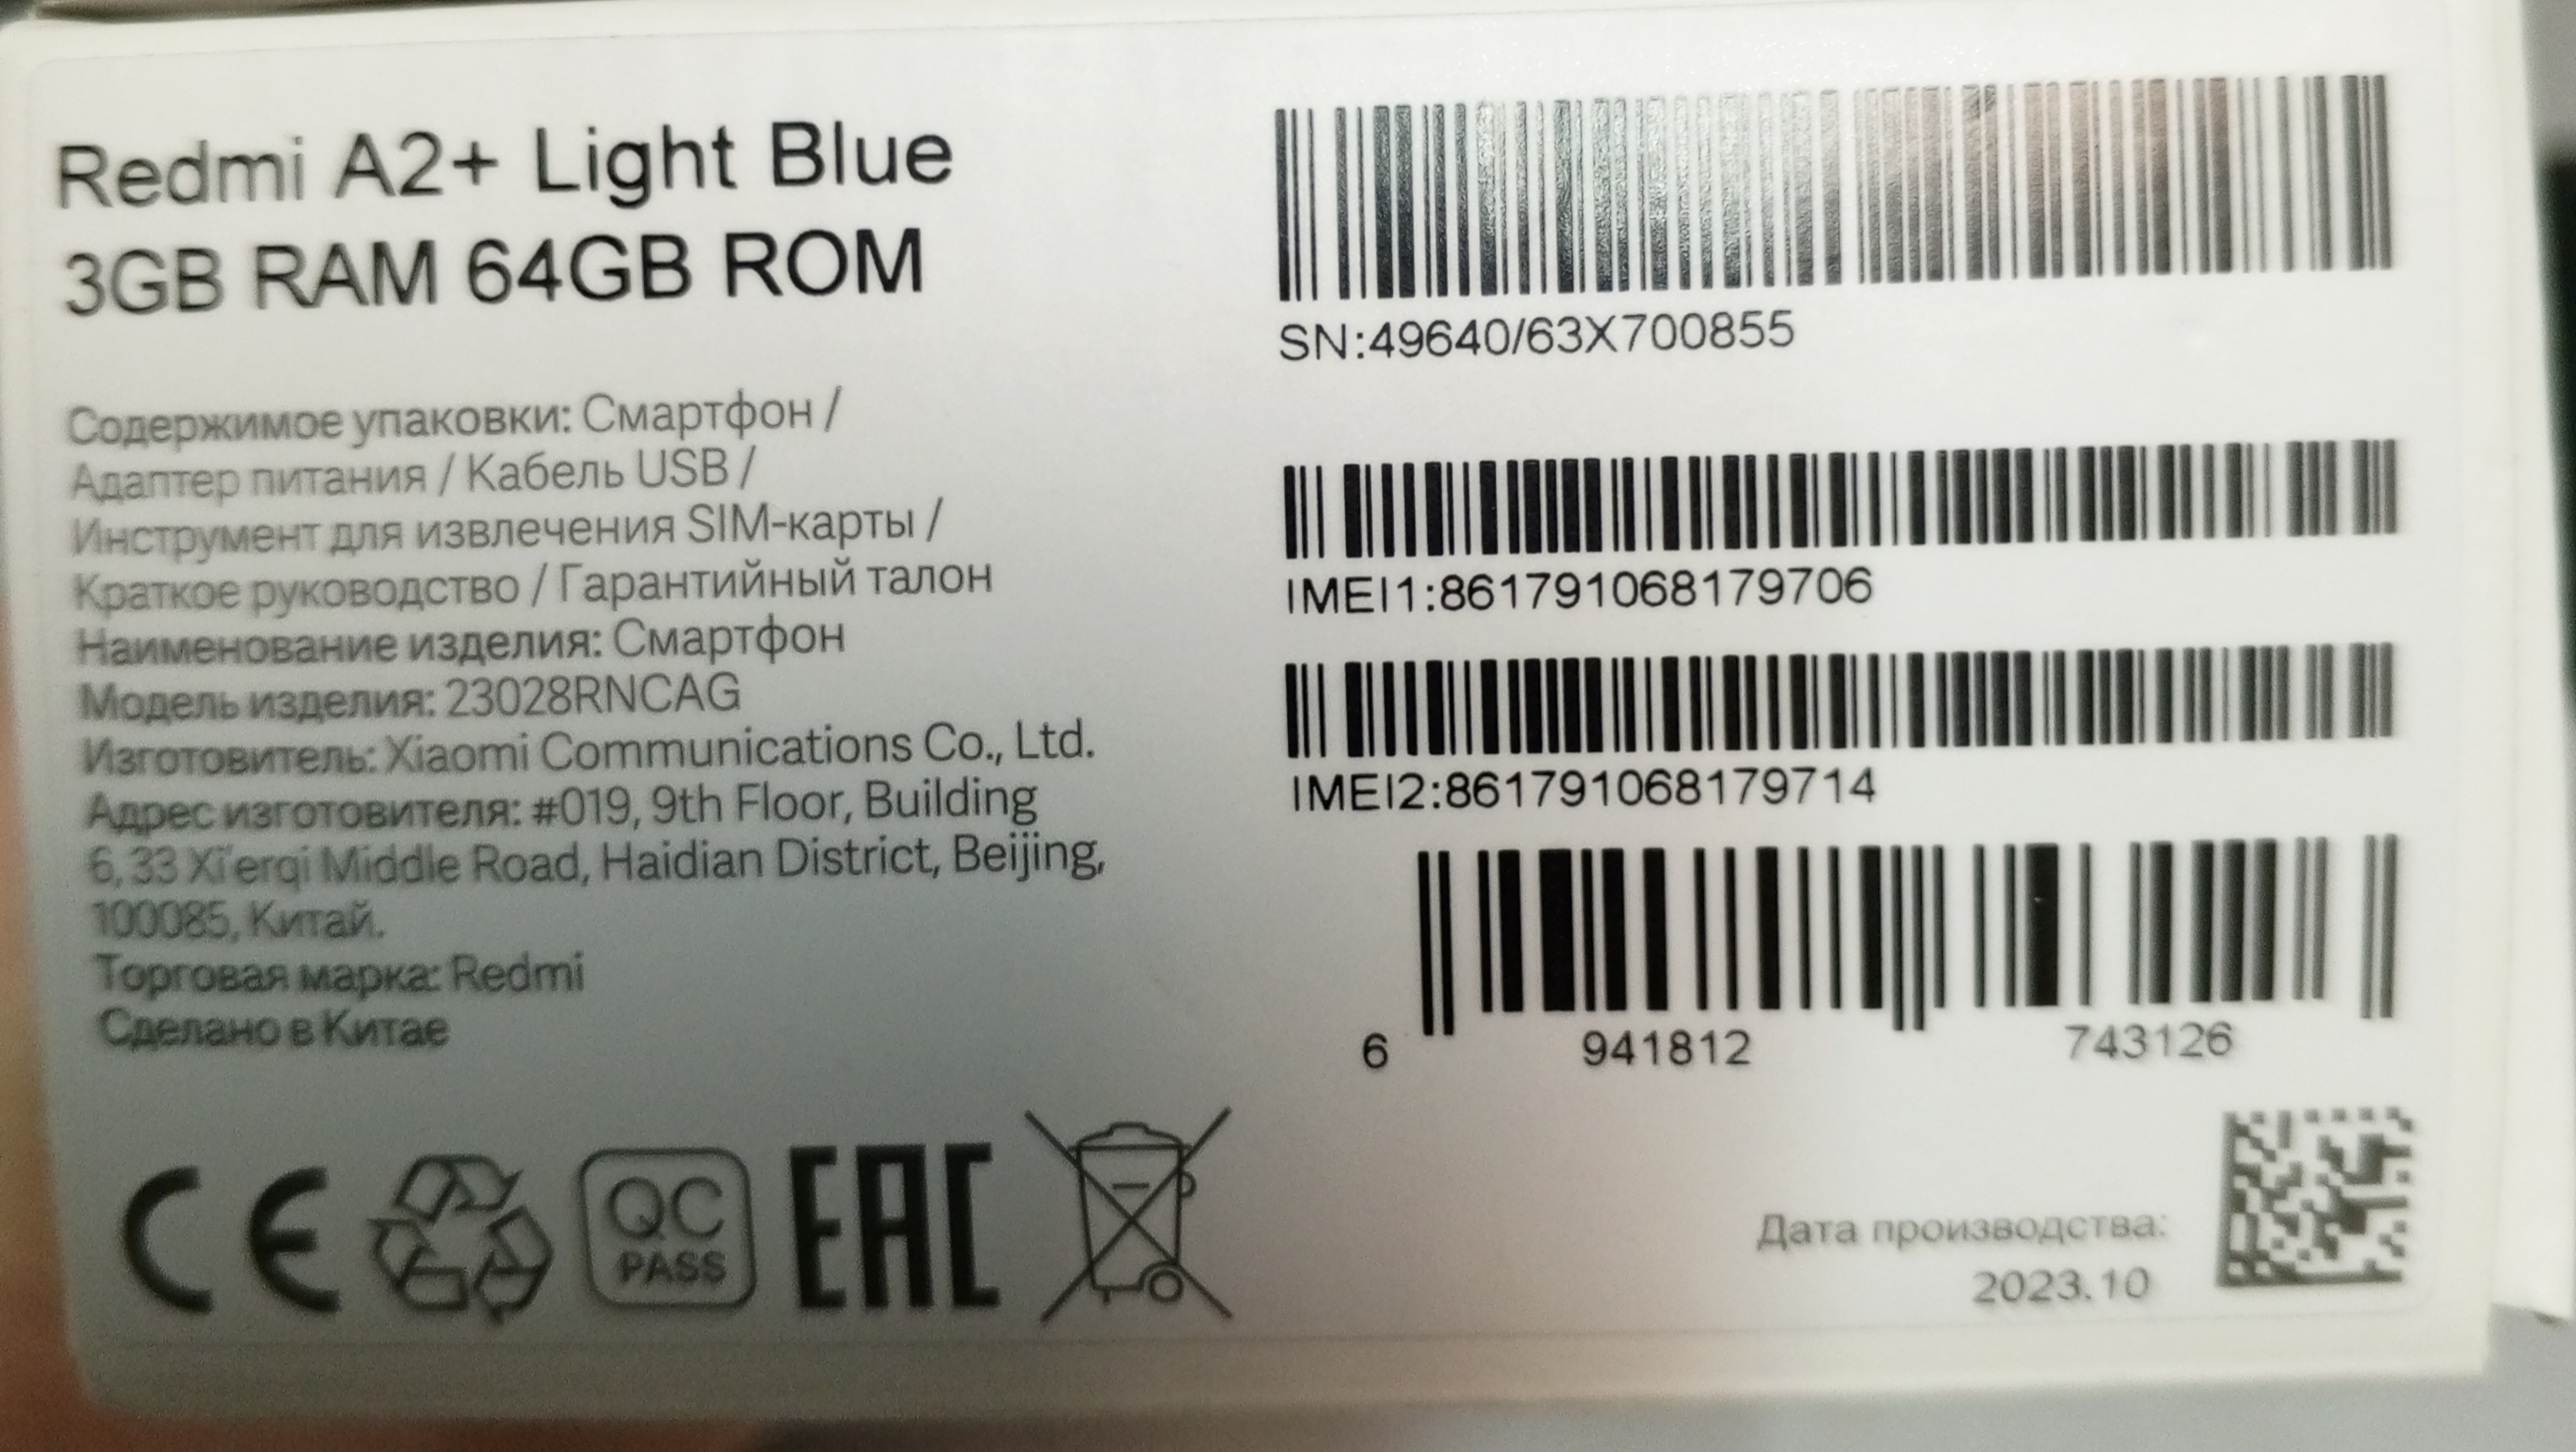 Redmi A2+ Light Blue
3GB RAM 64GB ROM
Содержимое упаковки: Смартфон /
Адаптер питания / Кабель USB /
Инструмент для извлечения SIM-карты /
Краткое руководство / Гарантийный талон
Наименование изделия: Смартфон
Модель изделия: 23028RNCAG
Изготовитель: Xiaomi Communications Co., Ltd.
Адрес изготовителя: #019, 9th Floor, Building
6, 33 Xi'erqi Middle Road, Haidian District, Beijing,
100085, Китай.
Торговая марка: Redmi
Сделано в Китае
CE
QC
PASS
EAC
SN:49640/63X700855
IMEI1:861791068179706
IMEI2:861791068179714
6 941812 743126
Дата производства:
2023.10